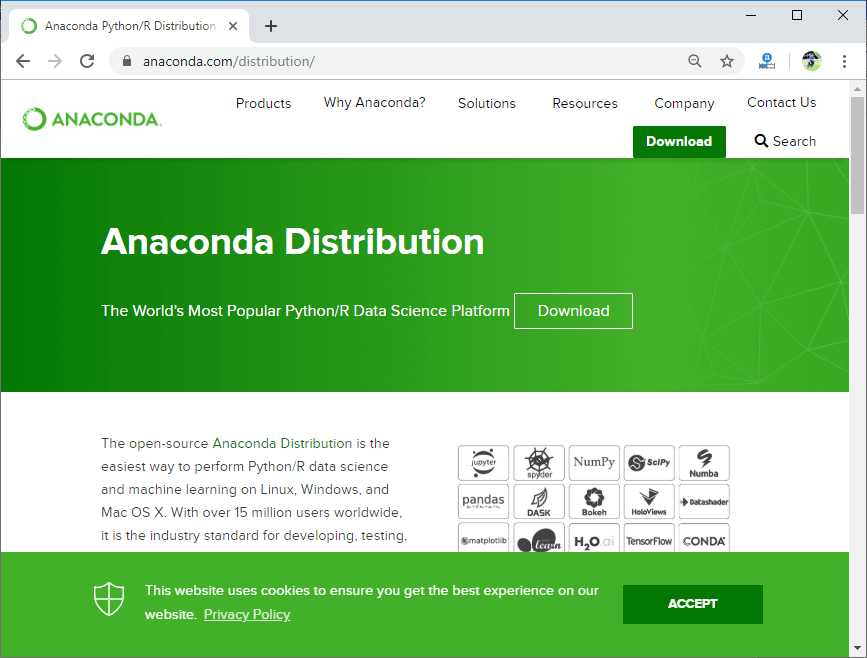 Anaconda Python/R Distribution
anaconda.com/distribution/
ANACONDA.
Products
Why Anaconda?
Solutions
Resources
Company
Contact Us
Download
Search
Anaconda Distribution
The World's Most Popular Python/R Data Science Platform
Download
The open-source Anaconda Distribution is the
easiest way to perform Python/R data science
and machine learning on Linux, Windows, and
Mac OS X. With over 15 million users worldwide,
it is the industry standard for developing, testing,
jupyter
spyder
NumPy
SciPy
Numba
pandas
DASK
Bokeh
HoloViews
Datashader
matplotlib
learn
H2O.ai
TensorFlow
CONDA
This website uses cookies to ensure you get the best experience on our
website. Privacy Policy
ACCEPT